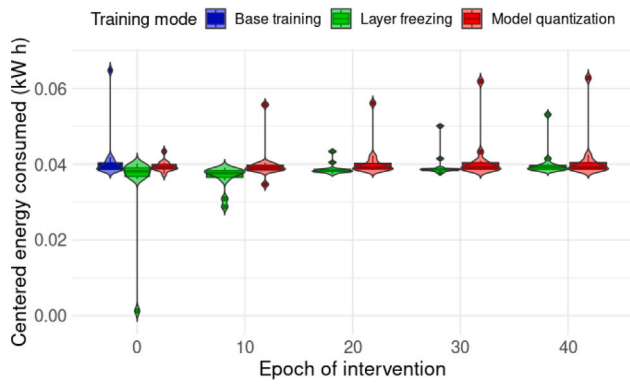 Training mode Base training Layer freezing Model quantization
Centered energy consumed (kW h)
0.06
0.04
0.02
0.00
0 10 20 30 40
Epoch of intervention